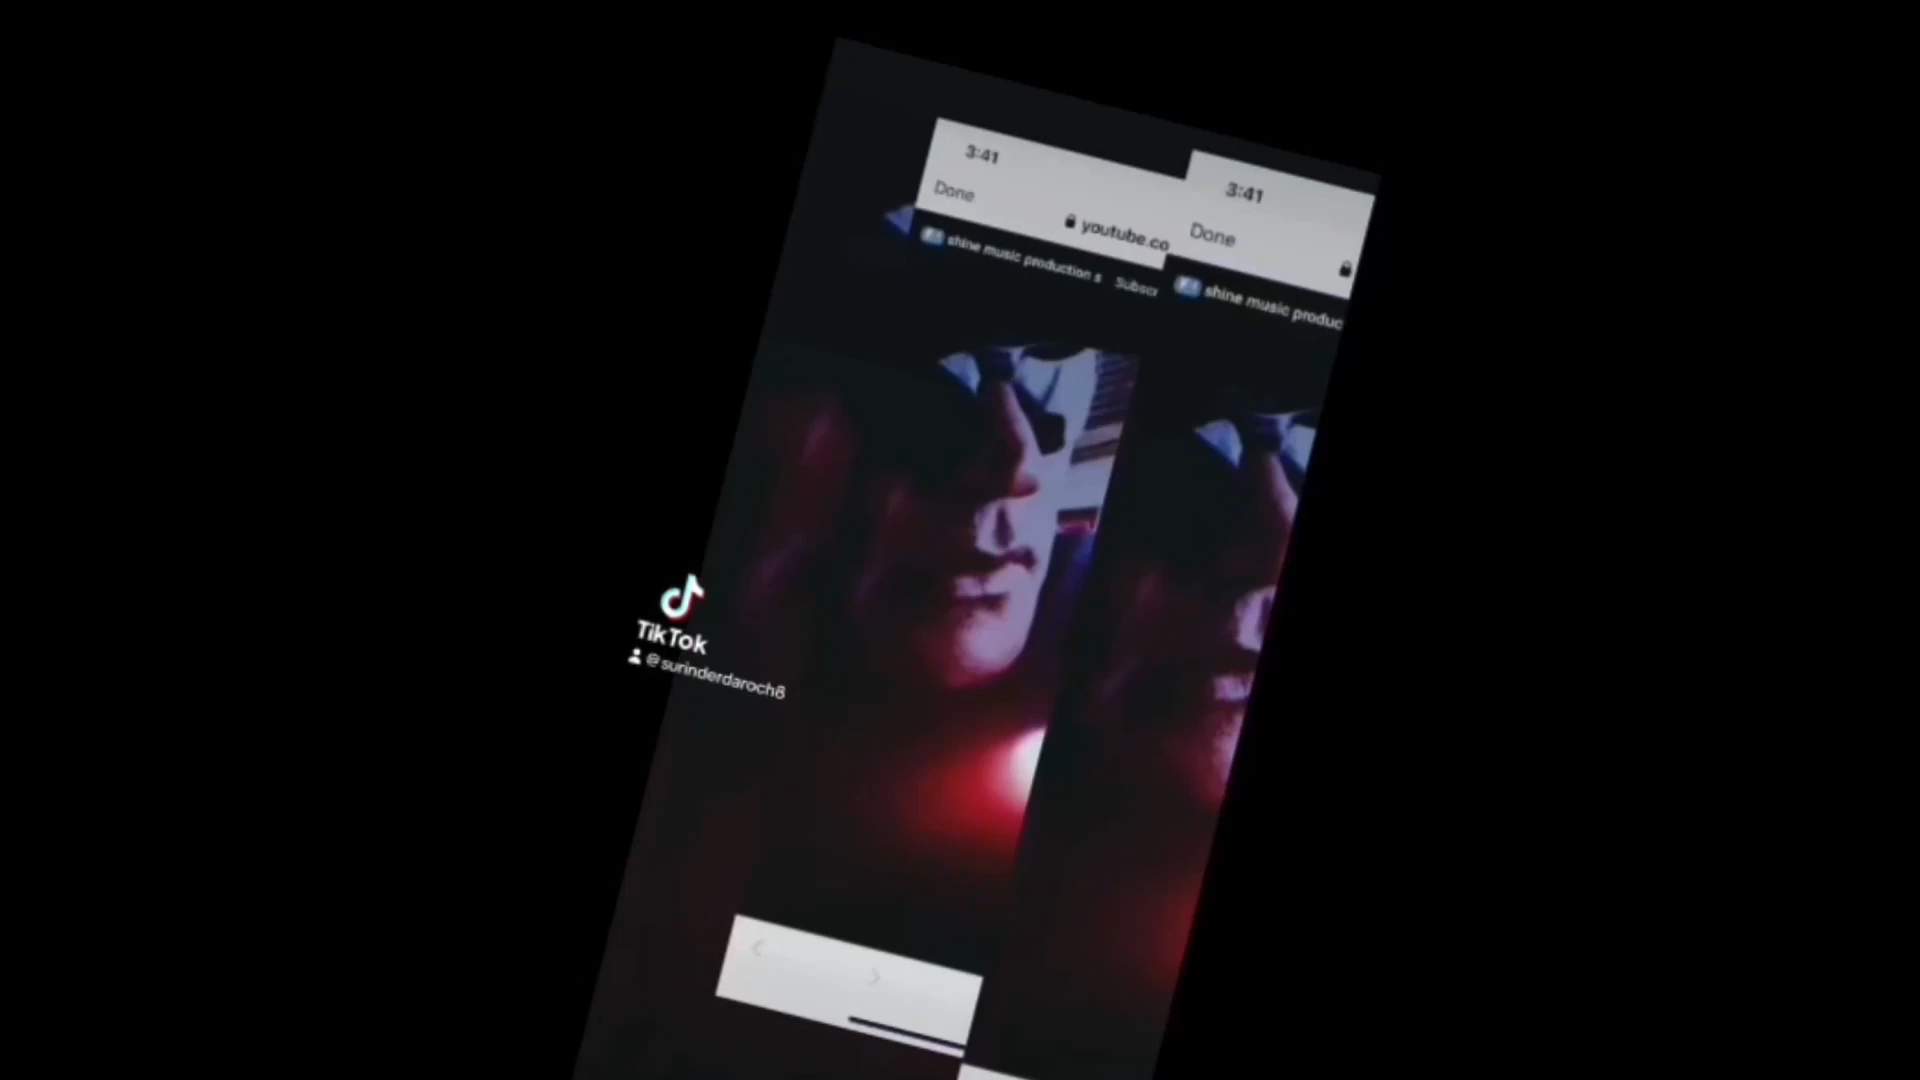 3:41
Done
youtube.co
shine music production s Subscr
3:41
Done
shine music produc
TikTok
@surinderdaroch8